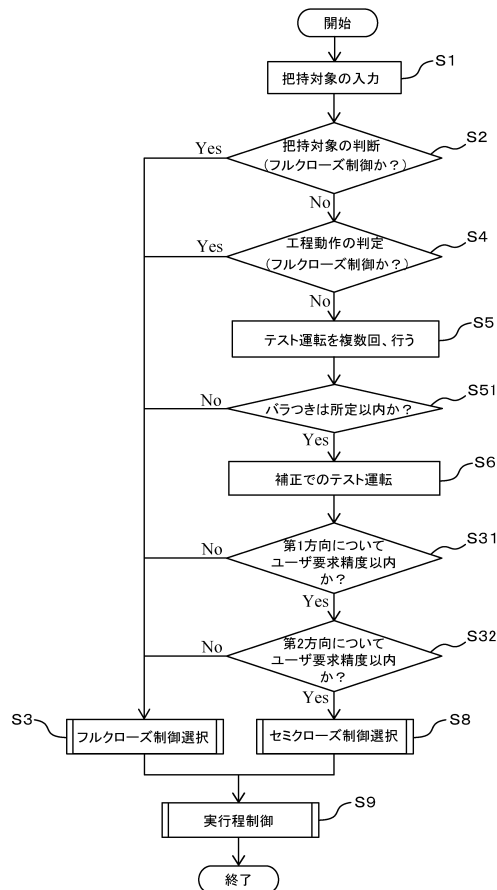 開始
S1
把持対象の入力
S2
把持対象の判断
(フルクローズ制御か?)
Yes
No
S4
工程動作の判定
(フルクローズ制御か?)
Yes
No
S5
テスト運転を複数回、行う
S51
バラつきは所定以内か?
No
Yes
S6
補正でのテスト運転
S31
第1方向について
ユーザ要求精度以内
か?
No
Yes
S32
第2方向について
ユーザ要求精度以内
か?
No
Yes
S3
フルクローズ制御選択
S8
セミクローズ制御選択
S9
実行程制御
終了